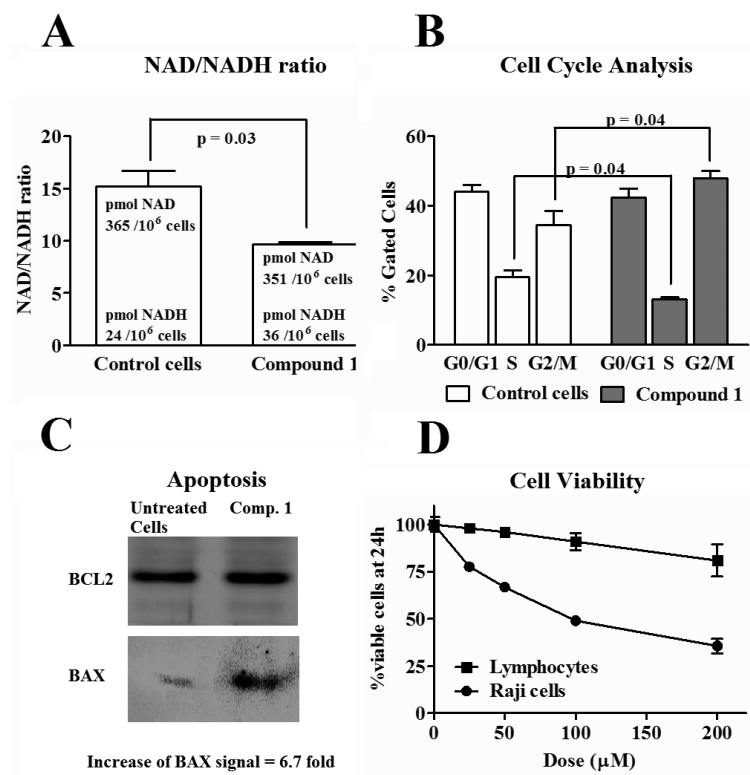 A
NAD/NADH ratio
NAD/NADH ratio
20
15
10
5
0
p = 0.03
pmol NAD
365 /10⁶ cells
pmol NADH
24 /10⁶ cells
pmol NAD
351 /10⁶ cells
pmol NADH
36 /10⁶ cells
Control cells
Compound 1
B
Cell Cycle Analysis
% Gated Cells
60
40
20
0
p = 0.04
p = 0.04
G0/G1 S G2/M
G0/G1 S G2/M
Control cells
Compound 1
C
Apoptosis
Untreated
Cells
Comp. 1
BCL2
BAX
Increase of BAX signal = 6.7 fold
D
Cell Viability
%viable cells at 24h
100
75
50
25
0
Lymphocytes
Raji cells
0 50 100 150 200
Dose (μM)